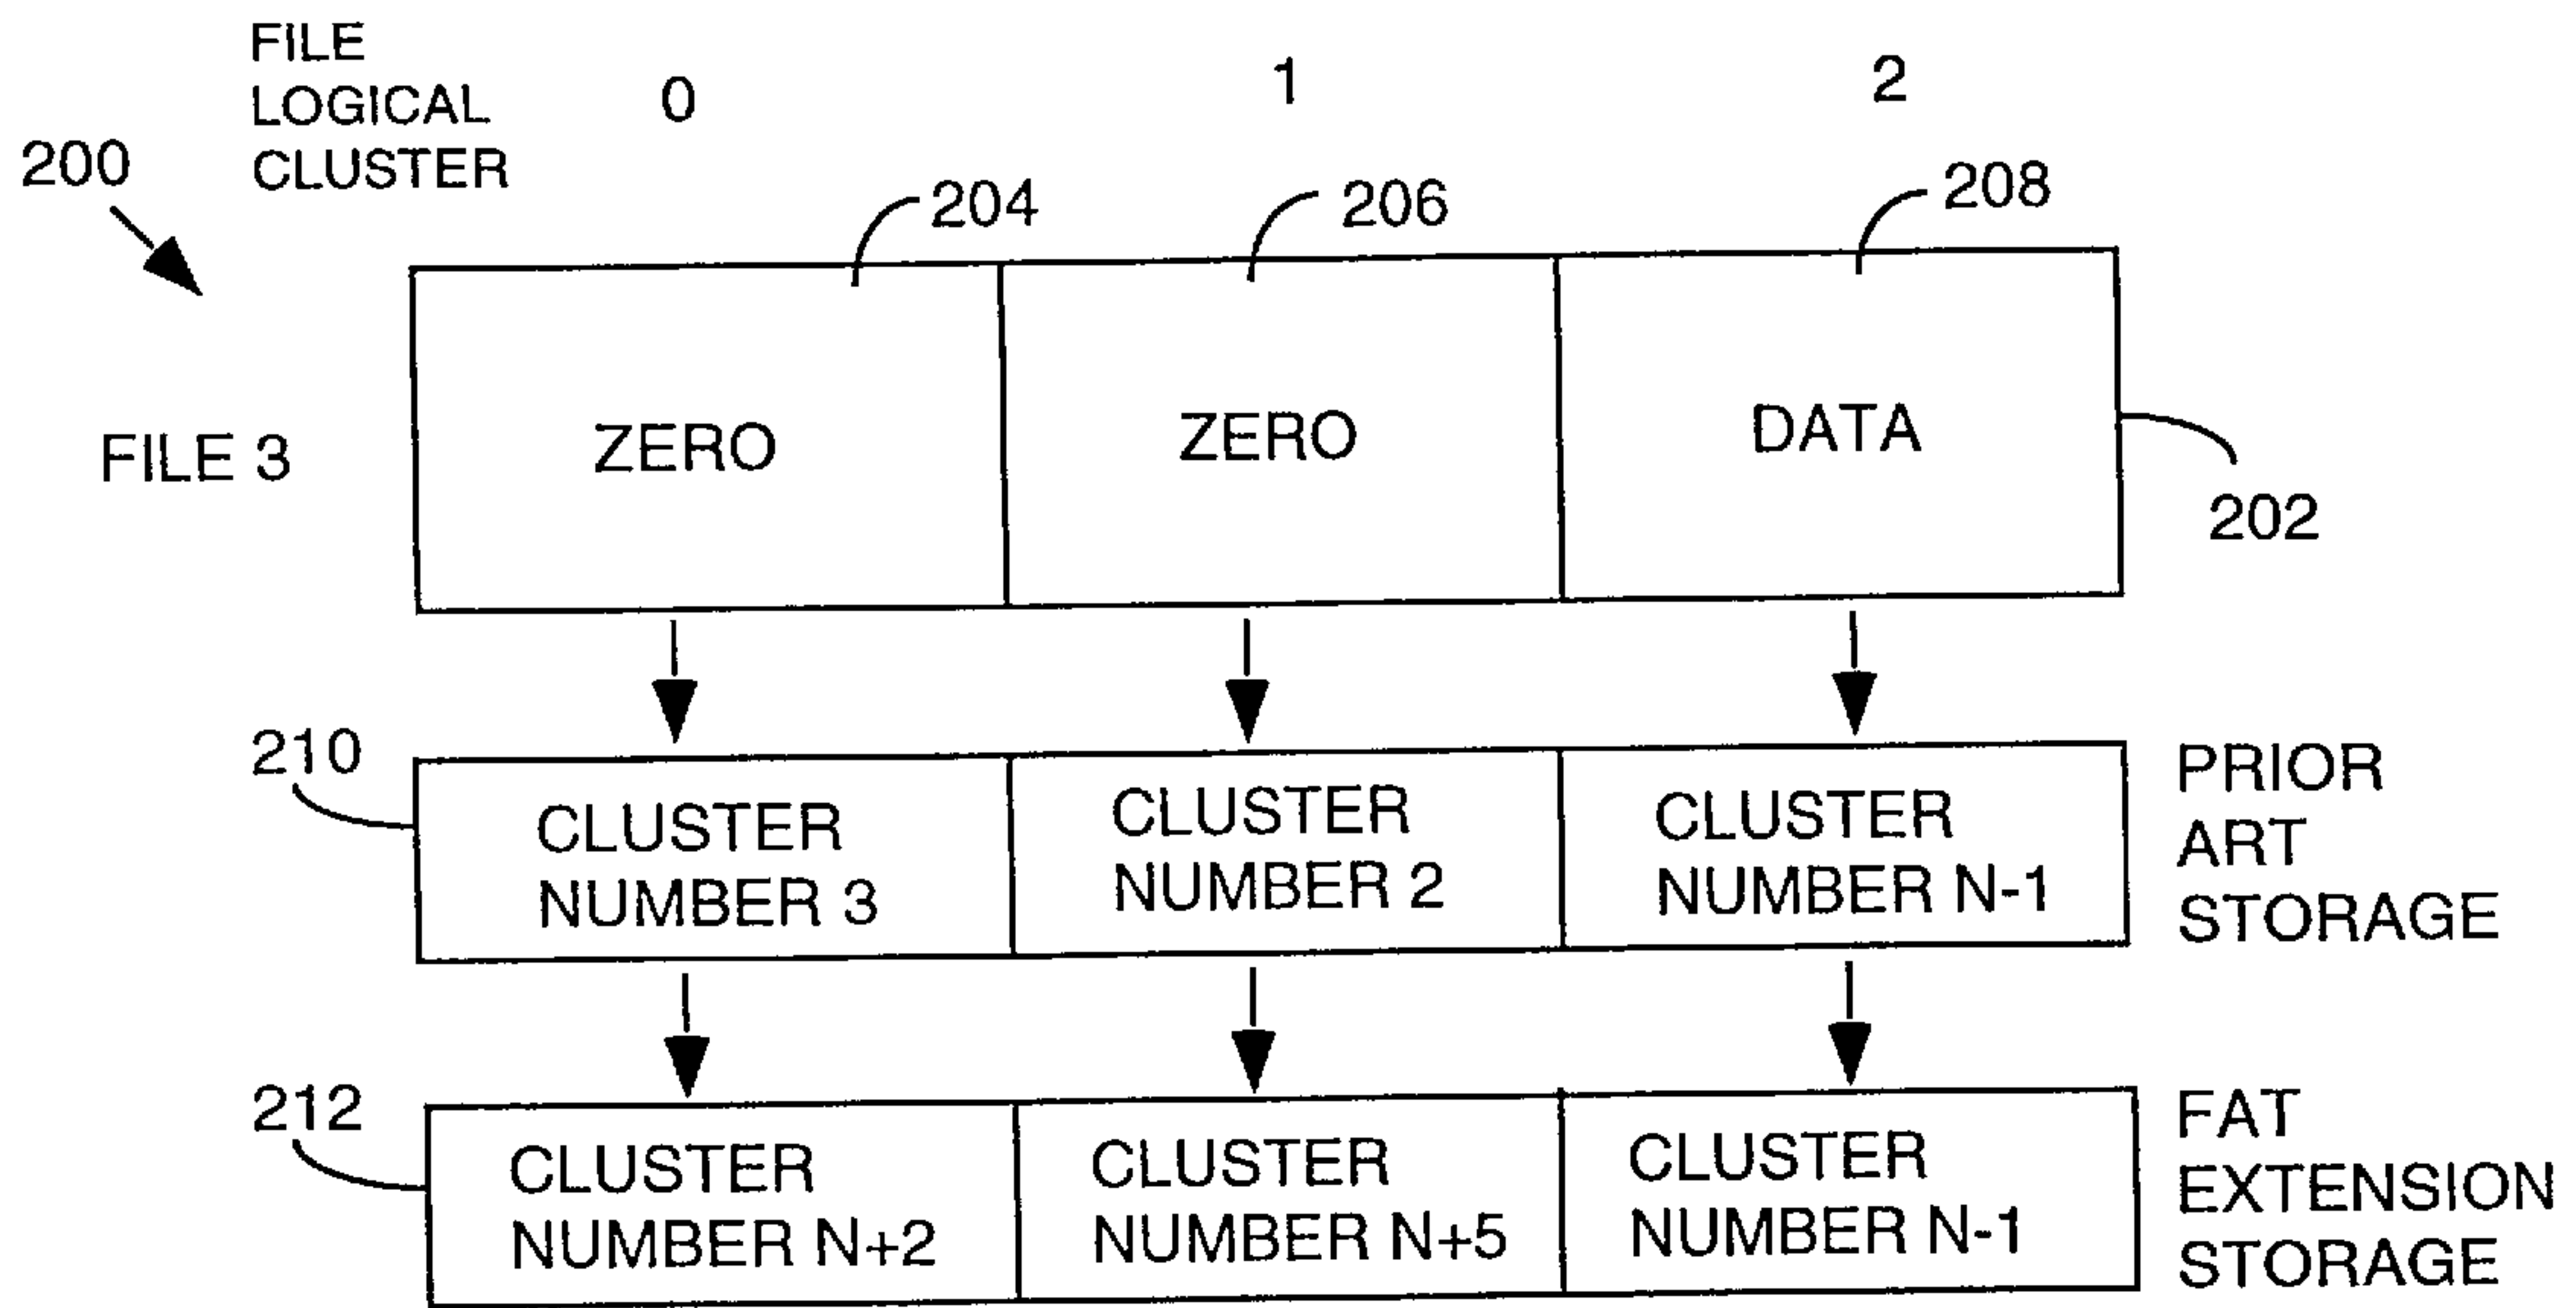 FILE
LOGICAL
CLUSTER
0
1
2
200
204
206
208
FILE 3
ZERO
ZERO
DATA
202
210
CLUSTER
NUMBER 3
CLUSTER
NUMBER 2
CLUSTER
NUMBER N-1
PRIOR
ART
STORAGE
212
CLUSTER
NUMBER N+2
CLUSTER
NUMBER N+5
CLUSTER
NUMBER N-1
FAT
EXTENSION
STORAGE